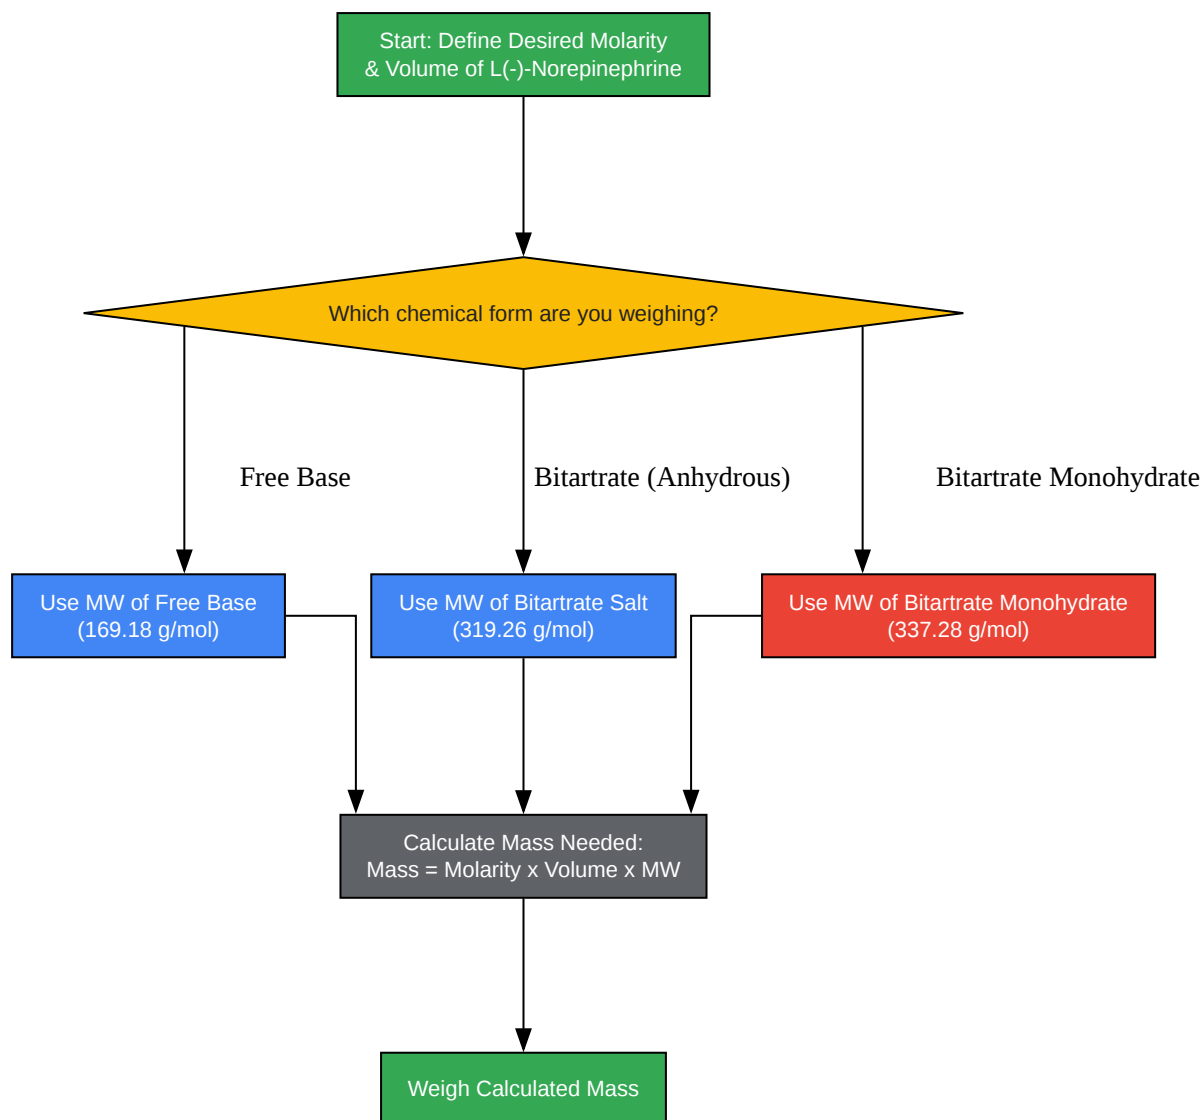 Start: Define Desired Molarity
& Volume of L(-)-Norepinephrine
Which chemical form are you weighing?
Free Base
Bitartrate (Anhydrous)
Bitartrate Monohydrate
Use MW of Free Base
(169.18 g/mol)
Use MW of Bitartrate Salt
(319.26 g/mol)
Use MW of Bitartrate Monohydrate
(337.28 g/mol)
Calculate Mass Needed:
Mass = Molarity x Volume x MW
Weigh Calculated Mass